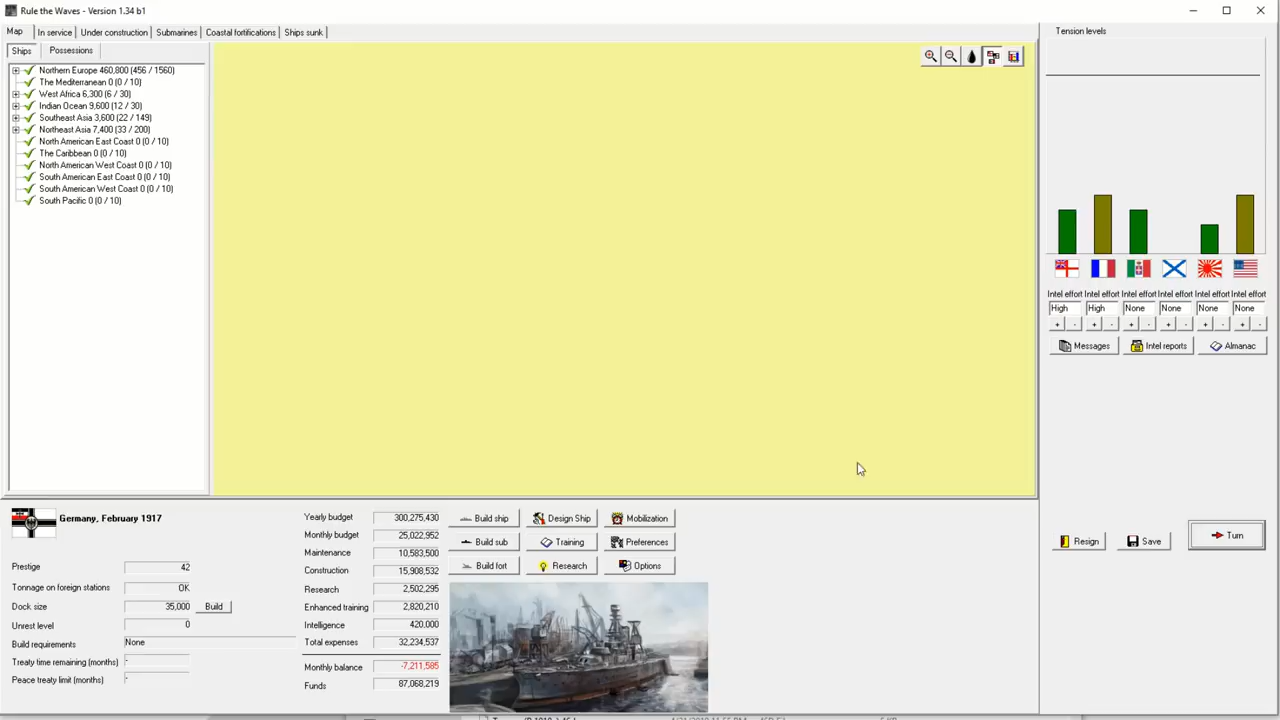 Rule the Waves - Version 1.34 b1
Map In service Under construction Submarines Coastal fortifications Ships sunk
Ships Possessions
Northern Europe 460,800 (456 / 1560)
The Mediterranean 0 (0 / 10)
West Africa 6,300 (6 / 30)
Indian Ocean 9,600 (12 / 30)
Southeast Asia 3,600 (22 / 149)
Northeast Asia 7,400 (33 / 200)
North American East Coast 0 (0 / 10)
The Caribbean 0 (0 / 10)
North American West Coast 0 (0 / 10)
South American East Coast 0 (0 / 10)
South American West Coast 0 (0 / 10)
South Pacific 0 (0 / 10)
Tension levels
Intel effort Intel effort Intel effort Intel effort Intel effort Intel effort
High High None None None None
+ - + - + - + - + - + -
Messages Intel reports Almanac
Resign Save Turn
Germany, February 1917
Prestige 42
Tonnage on foreign stations OK
Dock size 35,000 Build
Unrest level 0
Build requirements None
Treaty time remaining (months) -
Peace treaty limit (months) -
Yearly budget 300,275,430
Monthly budget 25,022,952
Maintenance 10,583,500
Construction 15,908,532
Research 2,502,295
Enhanced training 2,820,210
Intelligence 420,000
Total expenses 32,234,537
Monthly balance -7,211,585
Funds 87,068,219
Build ship Design Ship Mobilization
Build sub Training Preferences
Build fort Research Options